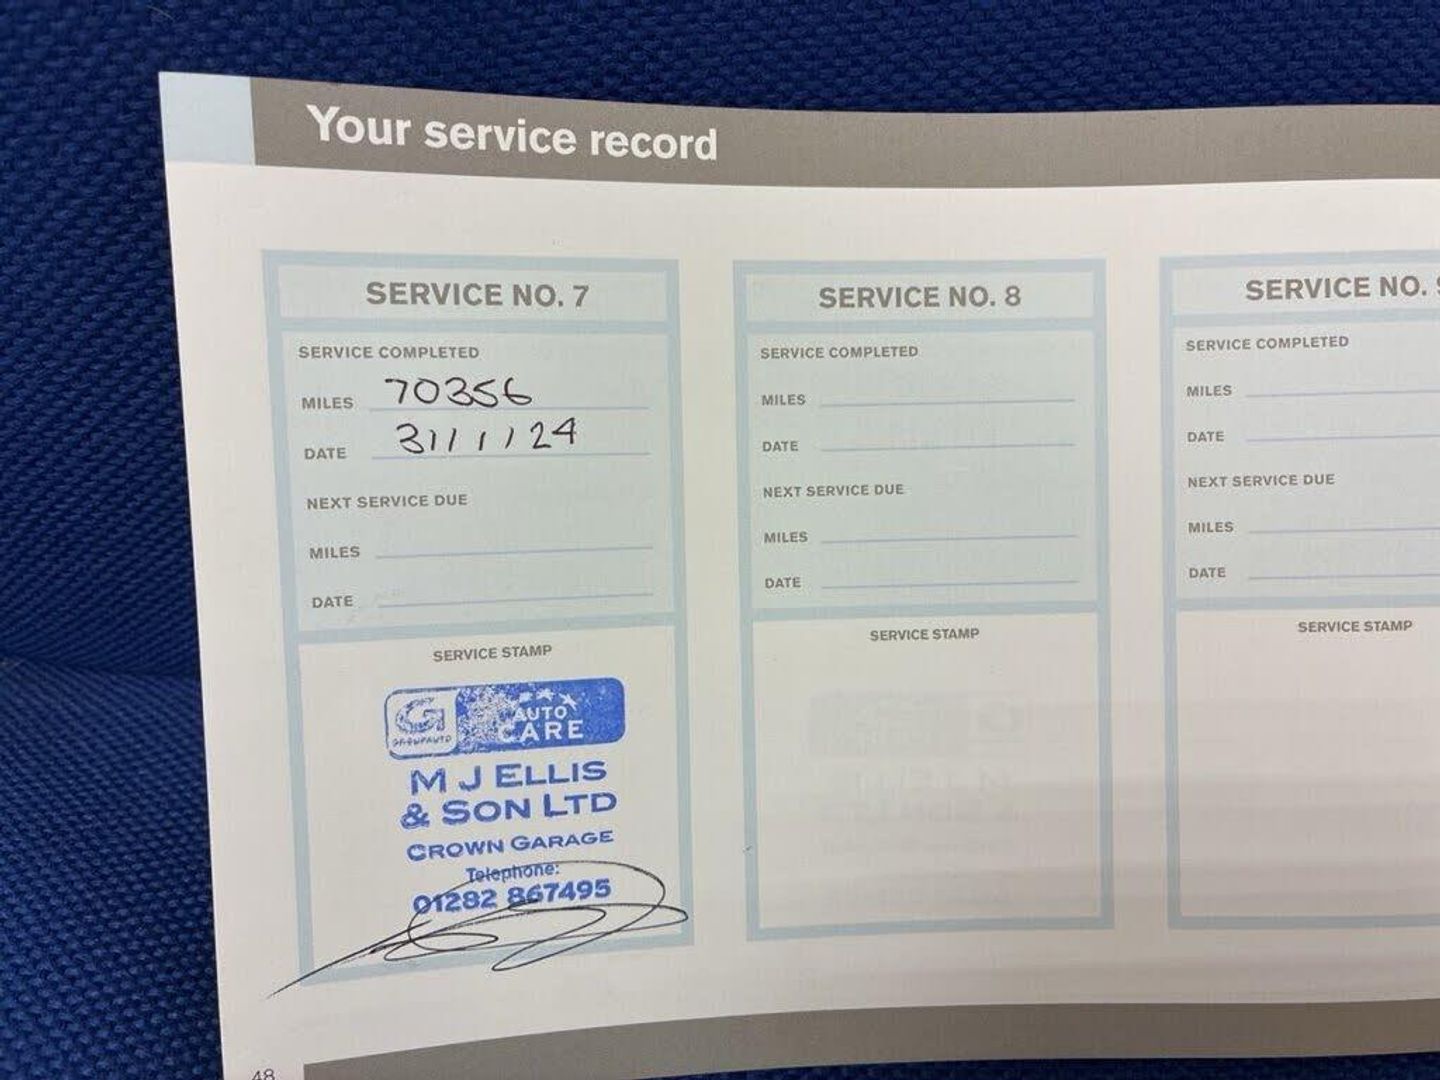 Your service record
SERVICE NO. 7
SERVICE COMPLETED
MILES 70356
DATE 31/1/24
NEXT SERVICE DUE
MILES
DATE
SERVICE STAMP
G AUTO
GROUPAUTO CARE
M J ELLIS
& SON LTD
CROWN GARAGE
Telephone:
01282 867495
SERVICE NO. 8
SERVICE COMPLETED
MILES
DATE
NEXT SERVICE DUE
MILES
DATE
SERVICE STAMP
SERVICE NO.
SERVICE COMPLETED
MILES
DATE
NEXT SERVICE DUE
MILES
DATE
SERVICE STAMP
48